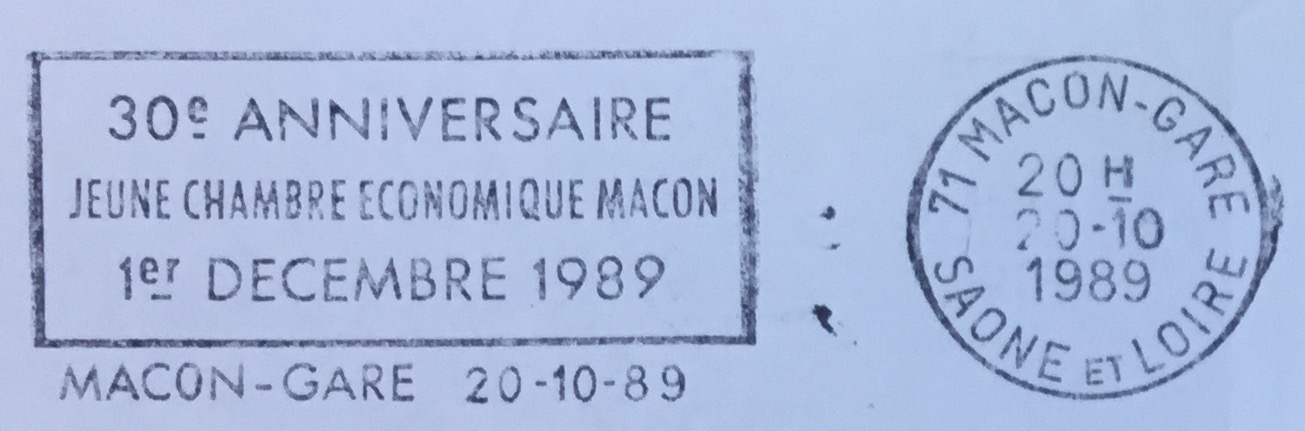 30e ANNIVERSAIRE
JEUNE CHAMBRE ECONOMIQUE MACON
1er DECEMBRE 1989
MACON-GARE 20-10-89
71 MACON-GARE
20 H
20-10
1989
SAONE ET LOIRE